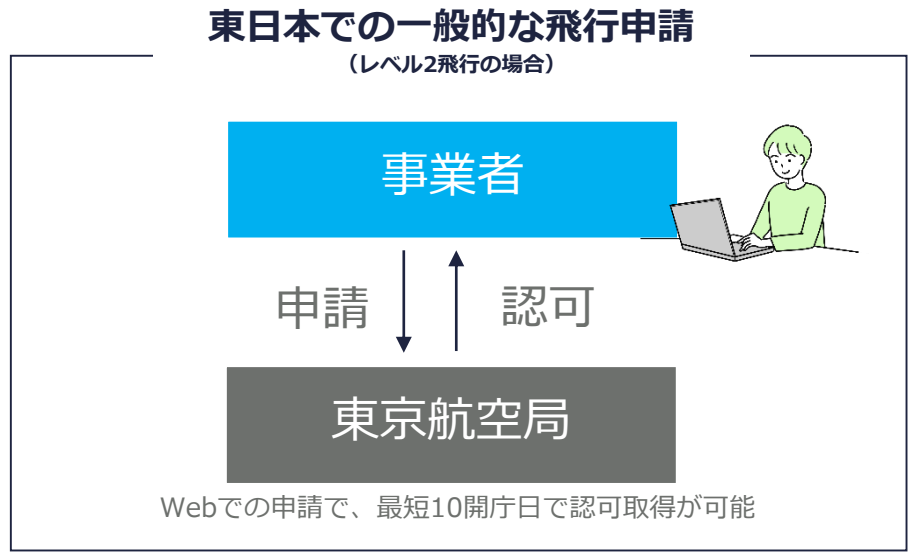 東日本での一般的な飛行申請
（レベル2飛行の場合）
事業者
申請
認可
東京航空局
Webでの申請で、最短10開庁日で認可取得が可能